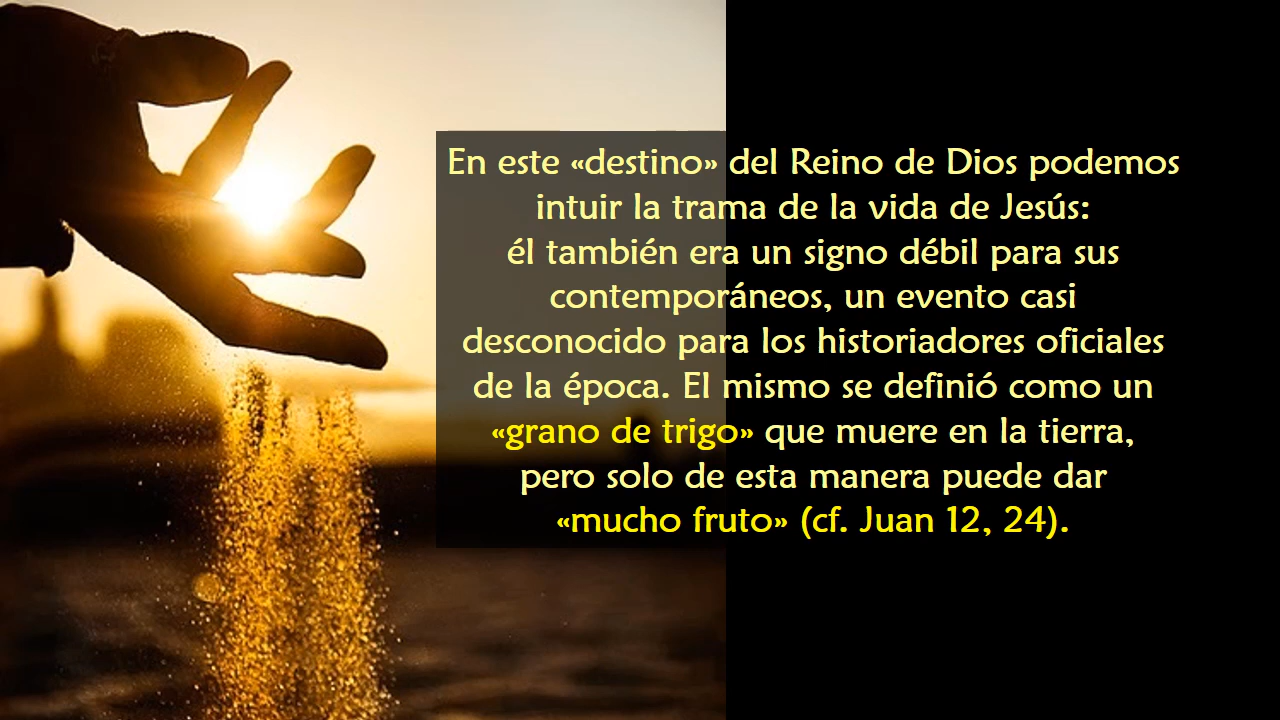 En este «destino» del Reino de Dios podemos
intuir la trama de la vida de Jesús:
él también era un signo débil para sus
contemporáneos, un evento casi
desconocido para los historiadores oficiales
de la época. El mismo se definió como un
«grano de trigo» que muere en la tierra,
pero solo de esta manera puede dar
«mucho fruto» (cf. Juan 12, 24).